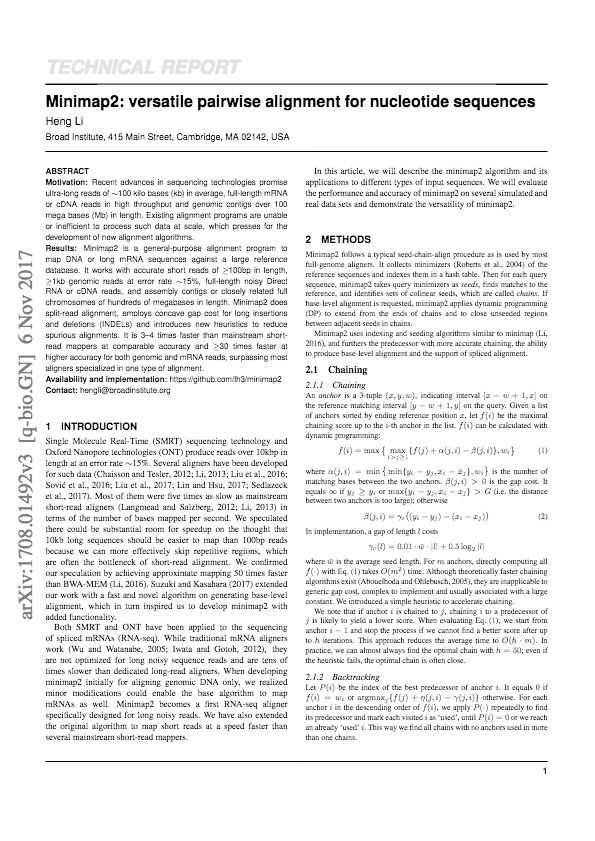 TECHNICAL REPORT
Minimap2: versatile pairwise alignment for nucleotide sequences
Heng Li
Broad Institute, 415 Main Street, Cambridge, MA 02142, USA
arXiv:1708.01492v3 [q-bio.GN] 6 Nov 2017
ABSTRACT
Motivation: Recent advances in sequencing technologies promise
ultra-long reads of ∼100 kilo bases (kb) in average, full-length mRNA
or cDNA reads in high throughput and genomic contigs over 100
mega bases (Mb) in length. Existing alignment programs are unable
or inefficient to process such data at scale, which presses for the
development of new alignment algorithms.
Results: Minimap2 is a general-purpose alignment program to
map DNA or long mRNA sequences against a large reference
database. It works with accurate short reads of ≥100bp in length,
≥1kb genomic reads at error rate ∼15%, full-length noisy Direct
RNA or cDNA reads, and assembly contigs or closely related full
chromosomes of hundreds of megabases in length. Minimap2 does
split-read alignment, employs concave gap cost for long insertions
and deletions (INDELs) and introduces new heuristics to reduce
spurious alignments. It is 3–4 times faster than mainstream short-
read mappers at comparable accuracy and ≥30 times faster at
higher accuracy for both genomic and mRNA reads, surpassing most
aligners specialized in one type of alignment.
Availability and implementation: https://github.com/lh3/minimap2
Contact: hengli@broadinstitute.org
1 INTRODUCTION
Single Molecule Real-Time (SMRT) sequencing technology and
Oxford Nanopore technologies (ONT) produce reads over 10kbp in
length at an error rate ∼15%. Several aligners have been developed
for such data (Chaisson and Tesler, 2012; Li, 2013; Liu et al., 2016;
Sović et al., 2016; Liu et al., 2017; Lin and Hsu, 2017; Sedlazeck
et al., 2017). Most of them were five times as slow as mainstream
short-read aligners (Langmead and Salzberg, 2012; Li, 2013) in
terms of the number of bases mapped per second. We speculated
there could be substantial room for speedup on the thought that
10kb long sequences should be easier to map than 100bp reads
because we can more effectively skip repetitive regions, which
are often the bottleneck of short-read alignment. We confirmed
our speculation by achieving approximate mapping 50 times faster
than BWA-MEM (Li, 2016). Suzuki and Kasahara (2017) extended
our work with a fast and novel algorithm on generating base-level
alignment, which in turn inspired us to develop minimap2 with
added functionality.
Both SMRT and ONT have been applied to the sequencing
of spliced mRNAs (RNA-seq). While traditional mRNA aligners
work (Wu and Watanabe, 2005; Iwata and Gotoh, 2012), they
are not optimized for long noisy sequence reads and are tens of
times slower than dedicated long-read aligners. When developing
minimap2 initially for aligning genomic DNA only, we realized
minor modifications could enable the base algorithm to map
mRNAs as well. Minimap2 becomes a first RNA-seq aligner
specifically designed for long noisy reads. We have also extended
the original algorithm to map short reads at a speed faster than
several mainstream short-read mappers.
In this article, we will describe the minimap2 algorithm and its
applications to different types of input sequences. We will evaluate
the performance and accuracy of minimap2 on several simulated and
real data sets and demonstrate the versatility of minimap2.
2 METHODS
Minimap2 follows a typical seed-chain-align procedure as is used by most
full-genome aligners. It collects minimizers (Roberts et al., 2004) of the
reference sequences and indexes them in a hash table. Then for each query
sequence, minimap2 takes query minimizers as seeds, finds matches to the
reference, and identifies sets of colinear seeds, which are called chains. If
base-level alignment is requested, minimap2 applies dynamic programming
(DP) to extend from the ends of chains and to close unseeded regions
between adjacent seeds in chains.
Minimap2 uses indexing and seeding algorithms similar to minimap (Li,
2016), and furthers the predecessor with more accurate chaining, the ability
to produce base-level alignment and the support of spliced alignment.
2.1 Chaining
2.1.1 Chaining
An anchor is a 3-tuple (x, y, w), indicating interval [x − w + 1, x] on
the reference matching interval [y − w + 1, y] on the query. Given a list
of anchors sorted by ending reference position x, let f(i) be the maximal
chaining score up to the i-th anchor in the list. f(i) can be calculated with
dynamic programming:
f(i) = max { max i>j≥1 {f(j) + α(j, i) − β(j, i)}, w_i } (1)
where α(j, i) = min { min{y_i − y_j, x_i − x_j}, w_i } is the number of
matching bases between the two anchors. β(j, i) > 0 is the gap cost. It
equals ∞ if y_j ≥ y_i or max{y_i − y_j, x_i − x_j} > G (i.e. the distance
between two anchors is too large); otherwise
β(j, i) = γ_c((y_i − y_j) − (x_i − x_j)) (2)
In implementation, a gap of length l costs
γ_c(l) = 0.01 · w̄ · |l| + 0.5 log₂ |l|
where w̄ is the average seed length. For m anchors, directly computing all
f(·) with Eq. (1) takes O(m²) time. Although theoretically faster chaining
algorithms exist (Abouelhoda and Ohlebusch, 2005), they are inapplicable to
generic gap cost, complex to implement and usually associated with a large
constant. We introduced a simple heuristic to accelerate chaining.
We note that if anchor i is chained to j, chaining i to a predecessor of
j is likely to yield a lower score. When evaluating Eq. (1), we start from
anchor i − 1 and stop the process if we cannot find a better score after up
to h iterations. This approach reduces the average time to O(h · m). In
practice, we can almost always find the optimal chain with h = 50; even if
the heuristic fails, the optimal chain is often close.
2.1.2 Backtracking
Let P(i) be the index of the best predecessor of anchor i. It equals 0 if
f(i) = w_i or argmax_j{f(j) + η(j, i) − γ(j, i)} otherwise. For each
anchor i in the descending order of f(i), we apply P(·) repeatedly to find
its predecessor and mark each visited i as ‘used’, until P(i) = 0 or we reach
an already ‘used’ i. This way we find all chains with no anchors used in more
than one chains.
1